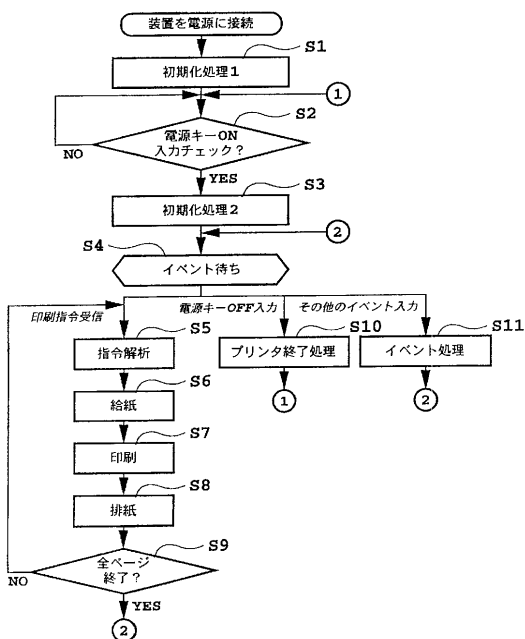 装置を電源に接続
S1
初期化処理1
1
S2
電源キーON
入力チェック?
NO
YES
S3
初期化処理2
2
S4
イベント待ち
印刷指令受信
電源キーOFF入力
その他のイベント入力
S5
指令解析
S10
プリンタ終了処理
S11
イベント処理
1
2
S6
給紙
S7
印刷
S8
排紙
S9
全ページ
終了?
NO
YES
2